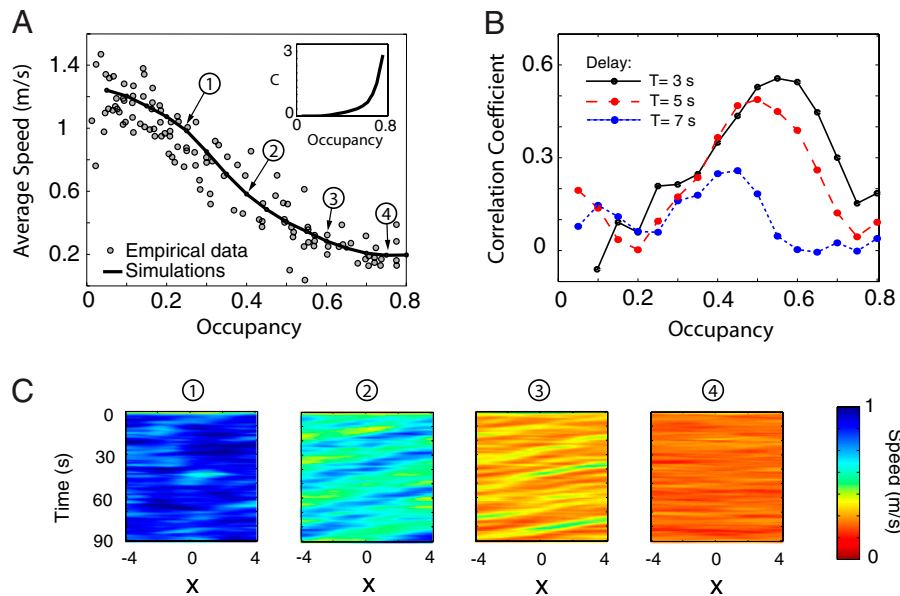 A
Average Speed (m/s)
1.4
1
0.6
0.2
0
0.2
0.4
0.6
0.8
Occupancy
1
2
3
4
Empirical data
Simulations
3
C
0
0
0.8
Occupancy
B
Correlation Coefficient
0.6
0.3
0
0
0.2
0.4
0.6
0.8
Occupancy
Delay:
T= 3 s
T= 5 s
T= 7 s
C
1
2
3
4
Time (s)
0
30
60
90
-4 0 4
X
-4 0 4
X
-4 0 4
X
-4 0 4
X
1
0
Speed (m/s)